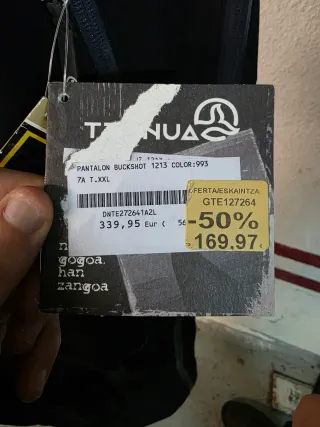 PANTALON BUCKSHOT 1213 COLOR:993
7A T.XXL
DNTE272641A2L
339,95 Eur (
FERTA/ESKAINTZA
GTE127264
-50%
169.97€
gogoa.
han
zangoa